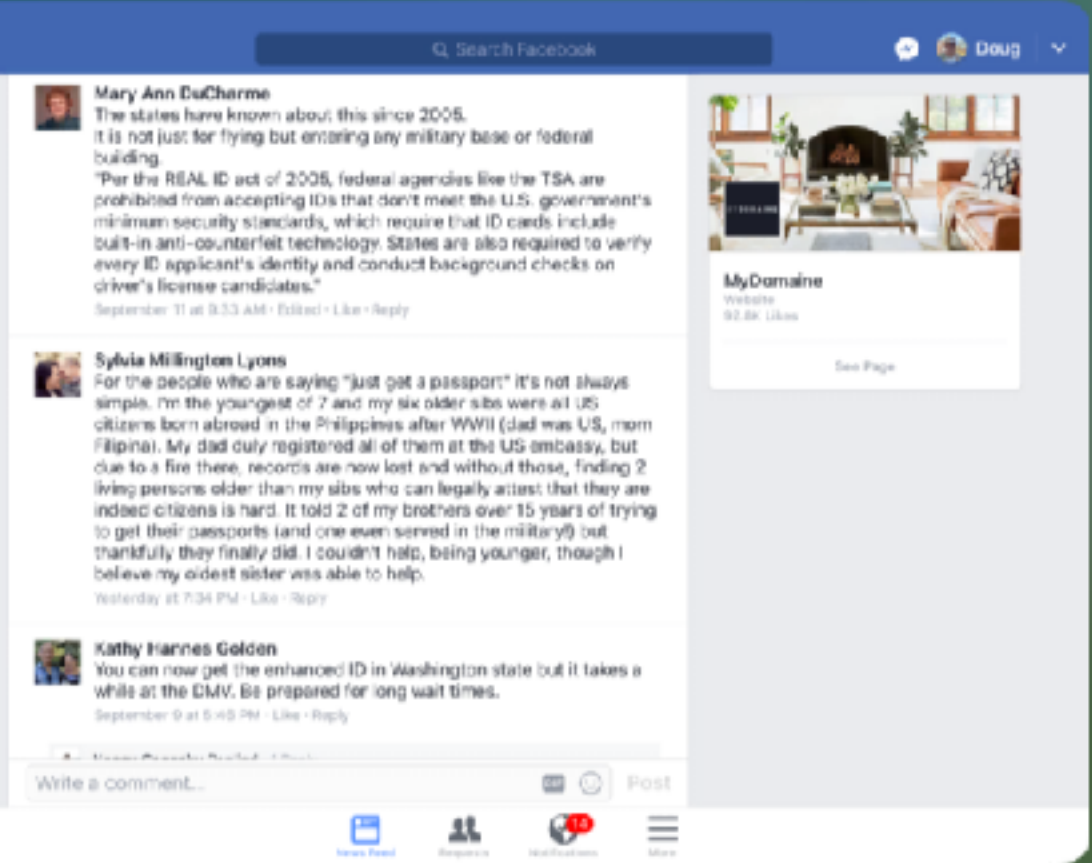 Search Facebook
Doug
Mary Ann DuCharme
The states have known about this since 2005.
It is not just for flying but entering any military base or federal
building.
"Per the REAL ID act of 2005, federal agencies like the TSA are
prohibited from accepting IDs that don't meet the U.S. government's
minimum security standards, which require that ID cards include
built-in anti-counterfeit technology. States are also required to verify
every ID applicant's identity and conduct background checks on
driver's license candidates."
September 11 at AM · Edited · Like · Reply
Sylvia Millington Lyons
For the people who are saying "just get a passport" it's not always
simple. I'm the youngest of 7 and my six older sibs were all US
citizens born abroad in the Philippines after WWII (dad was US, mom
Filipina). My dad duly registered all of them at the US embassy, but
due to a fire there, records are now lost and without those, finding 2
living persons older than my sibs who can legally attest that they are
indeed citizens is hard. It told 2 of my brothers over 15 years of trying
to get their passports (and one even served in the military!) but
thankfully they finally did. I couldn't help, being younger, though I
believe my oldest sister was able to help.
Yesterday at 7:34 PM · Like · Reply
Kathy Hannes Golden
You can now get the enhanced ID in Washington state but it takes a
while at the DMV. Be prepared for long wait times.
September 9 at PM · Like · Reply
Write a comment...
GIF
Post
News Feed
Requests
Notifications
14
More
MYDOMAINE
MyDomaine
Website
Likes
See Page